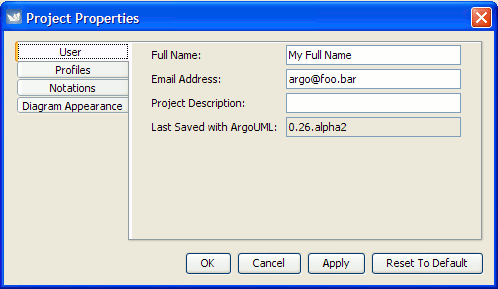 Project Properties
User
Profiles
Notations
Diagram Appearance
Full Name: My Full Name
Email Address: argo@foo.bar
Project Description:
Last Saved with ArgoUML: 0.26.alpha2
OK Cancel Apply Reset To Default